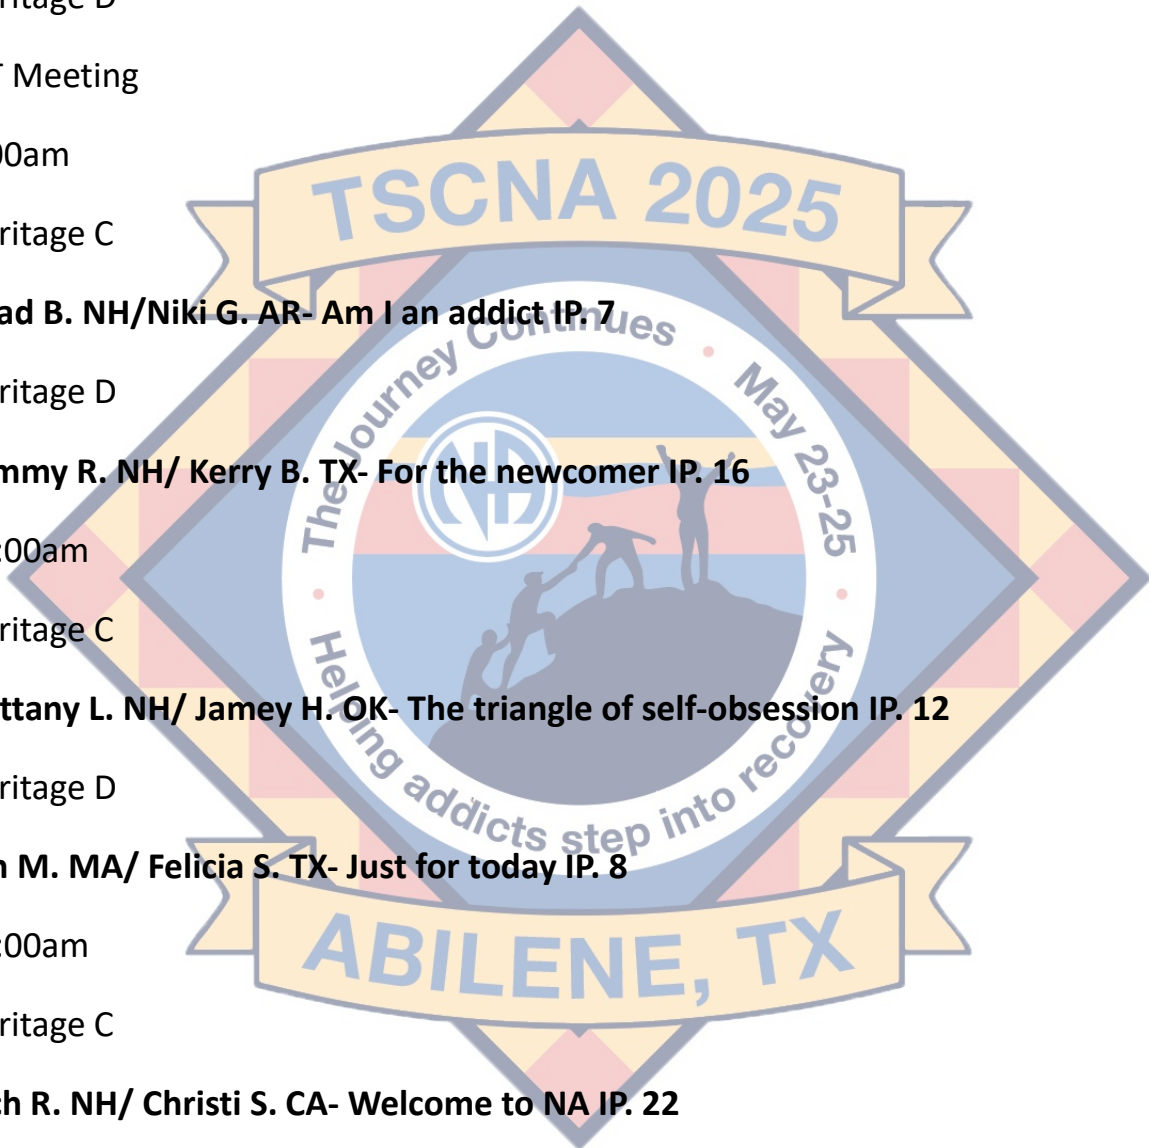 ritage D
T Meeting
00am
ritage C
ad B. NH/Niki G. AR- Am I an addict IP. 7
ritage D
mmy R. NH/ Kerry B. TX- For the newcomer IP. 16
:00am
ritage C
ttany L. NH/ Jamey H. OK- The triangle of self-obsession IP. 12
ritage D
n M. MA/ Felicia S. TX- Just for today IP. 8
:00am
ritage C
ch R. NH/ Christi S. CA- Welcome to NA IP. 22
TSCNA 2025
The Journey Continues • May 23-25
NA
Helping addicts step into recovery
ABILENE, TX